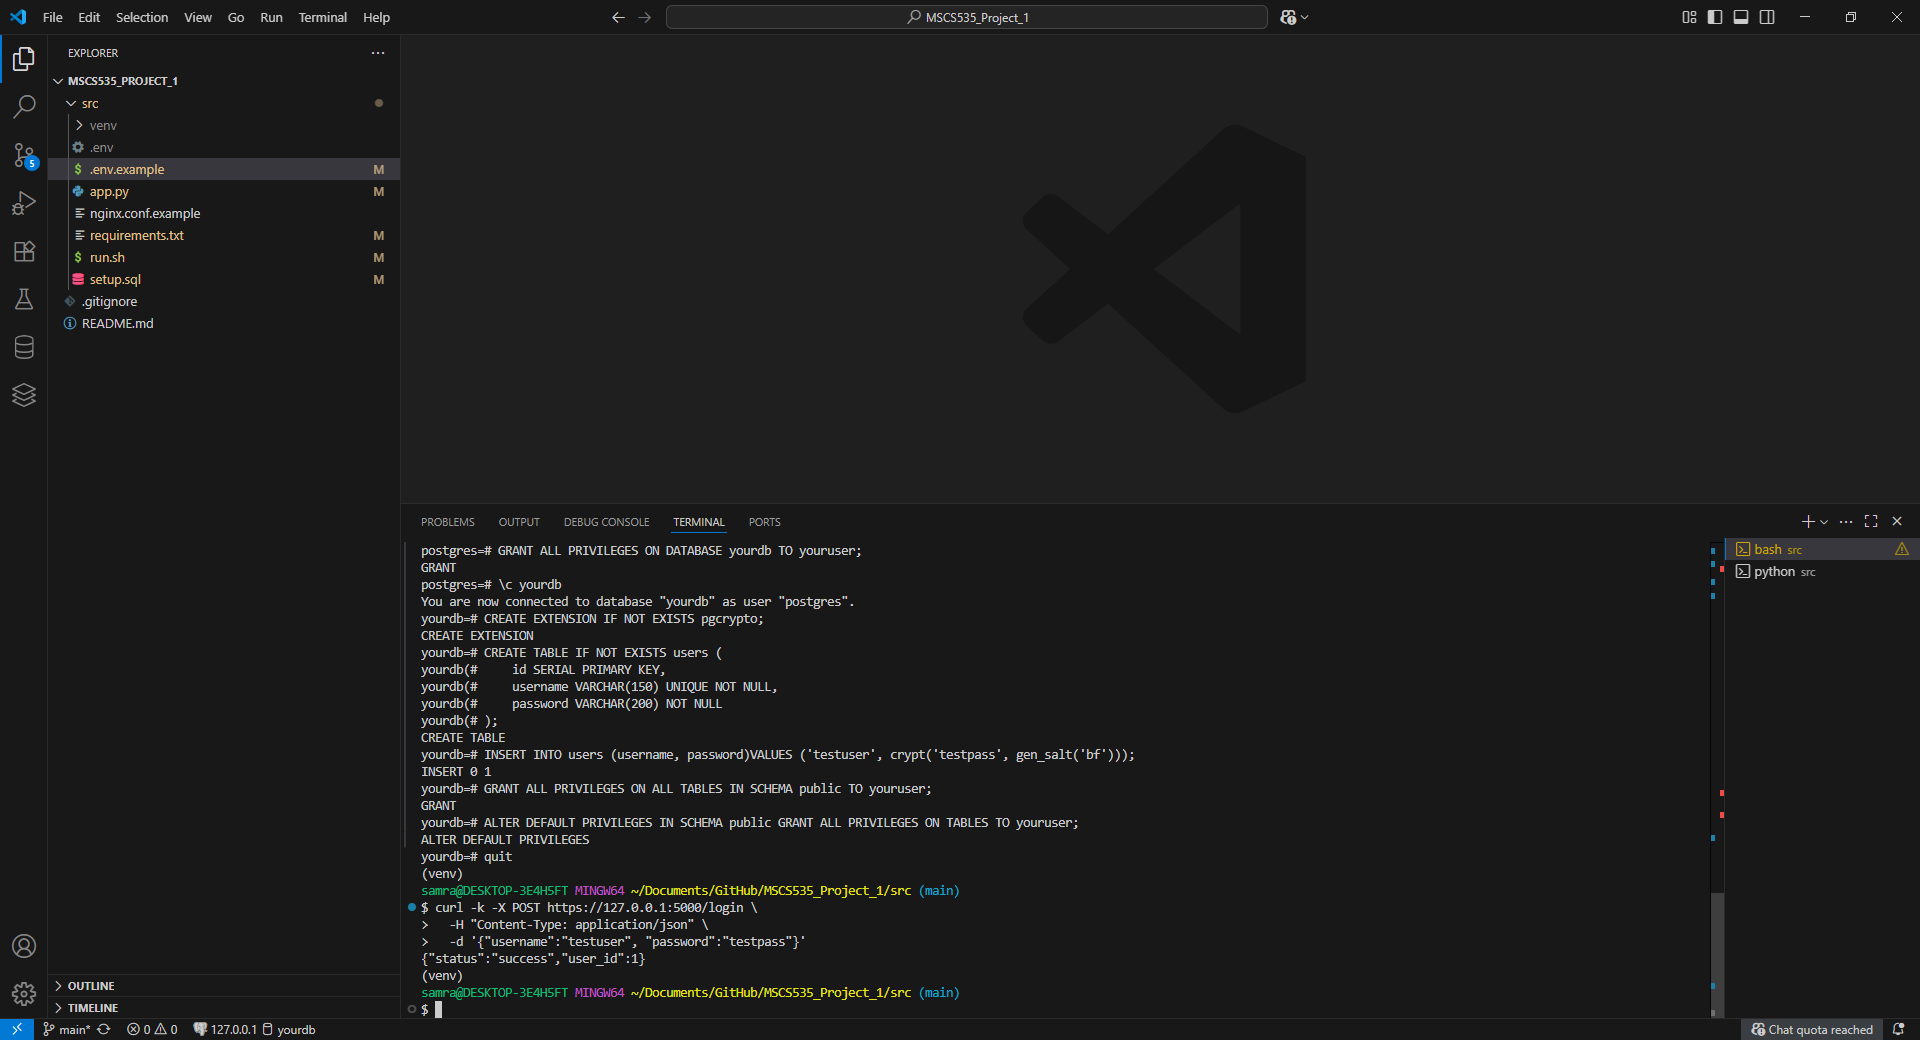 File Edit Selection View Go Run Terminal Help
MSCS535_Project_1
EXPLORER
MSCS535_PROJECT_1
src
venv
.env
$ .env.example M
app.py M
nginx.conf.example
requirements.txt M
$ run.sh M
setup.sql M
.gitignore
README.md
5
OUTLINE
TIMELINE
PROBLEMS OUTPUT DEBUG CONSOLE TERMINAL PORTS
postgres=# GRANT ALL PRIVILEGES ON DATABASE yourdb TO youruser;
GRANT
postgres=# \c yourdb
You are now connected to database "yourdb" as user "postgres".
yourdb=# CREATE EXTENSION IF NOT EXISTS pgcrypto;
CREATE EXTENSION
yourdb=# CREATE TABLE IF NOT EXISTS users (
yourdb(#     id SERIAL PRIMARY KEY,
yourdb(#     username VARCHAR(150) UNIQUE NOT NULL,
yourdb(#     password VARCHAR(200) NOT NULL
yourdb(# );
CREATE TABLE
yourdb=# INSERT INTO users (username, password)VALUES ('testuser', crypt('testpass', gen_salt('bf')));
INSERT 0 1
yourdb=# GRANT ALL PRIVILEGES ON ALL TABLES IN SCHEMA public TO youruser;
GRANT
yourdb=# ALTER DEFAULT PRIVILEGES IN SCHEMA public GRANT ALL PRIVILEGES ON TABLES TO youruser;
ALTER DEFAULT PRIVILEGES
yourdb=# quit
(venv)
samra@DESKTOP-3E4H5FT MINGW64 ~/Documents/GitHub/MSCS535_Project_1/src (main)
$ curl -k -X POST https://127.0.0.1:5000/login \
>   -H "Content-Type: application/json" \
>   -d '{"username":"testuser", "password":"testpass"}'
{"status":"success","user_id":1}
(venv)
samra@DESKTOP-3E4H5FT MINGW64 ~/Documents/GitHub/MSCS535_Project_1/src (main)
$
bash src
python src
main* 0 0 127.0.0.1 yourdb
Chat quota reached